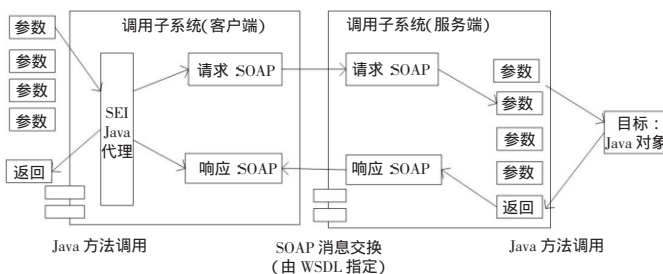 调用子系统(客户端)
调用子系统(服务端)
参数
参数
参数
参数
返回
SEI
Java
代理
请求:SOAP
响应:SOAP
请求:SOAP
响应:SOAP
参数
参数
参数
参数
返回
目标:
Java 对象
Java 方法调用
SOAP 消息交换
(由 WSDL 指定)
Java 方法调用